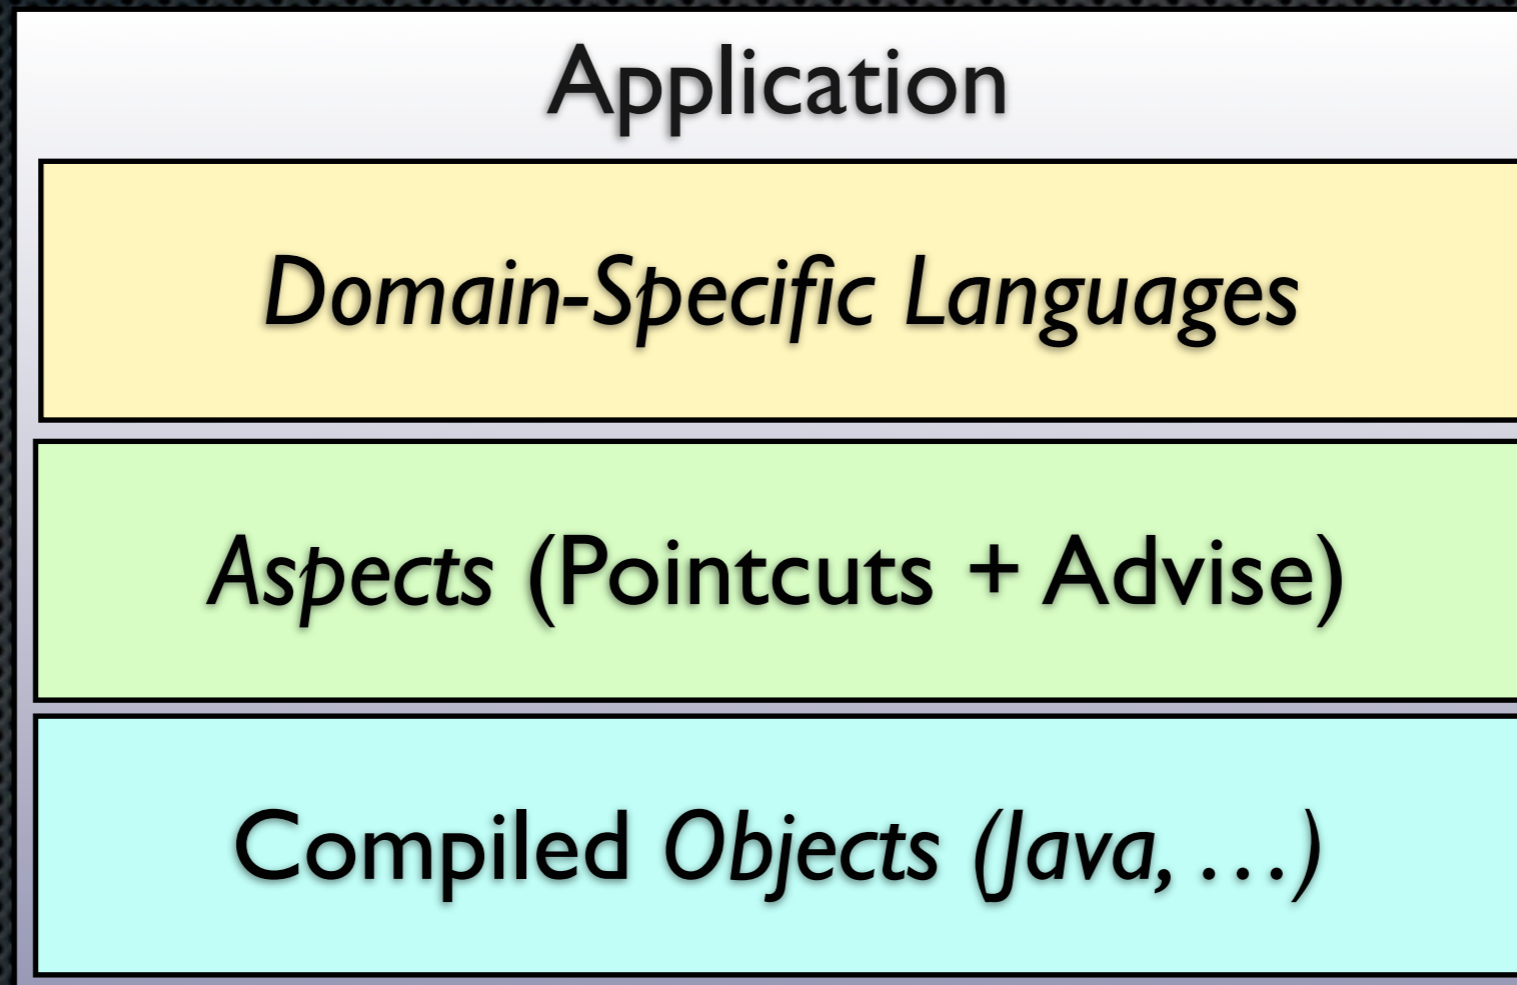 Application
Domain-Specific Languages
Aspects (Pointcuts + Advise)
Compiled Objects (Java, …)